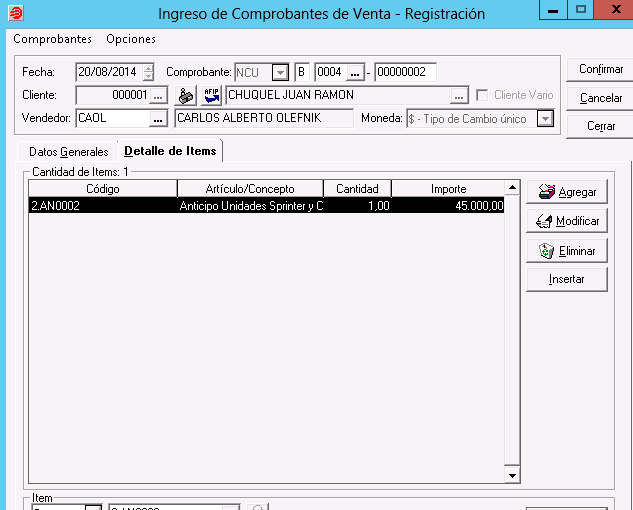 Ingreso de Comprobantes de Venta - Registración
Comprobantes Opciones
Fecha: 20/08/2014 Comprobante: NCU B 0004 ... - 00000002 Confirmar
Cliente: 000001 ... AFIP CHUQUEL JUAN RAMON ... Cliente Vario Cancelar
Vendedor: CAOL ... CARLOS ALBERTO OLEFNIK Moneda: $ - Tipo de Cambio único Cerrar
Datos Generales Detalle de Items
Cantidad de Items: 1
Código Artículo/Concepto Cantidad Importe
2.AN0002 Anticipo Unidades Sprinter y C 1,00 45.000,00
Agregar
Modificar
Eliminar
Insertar
Item